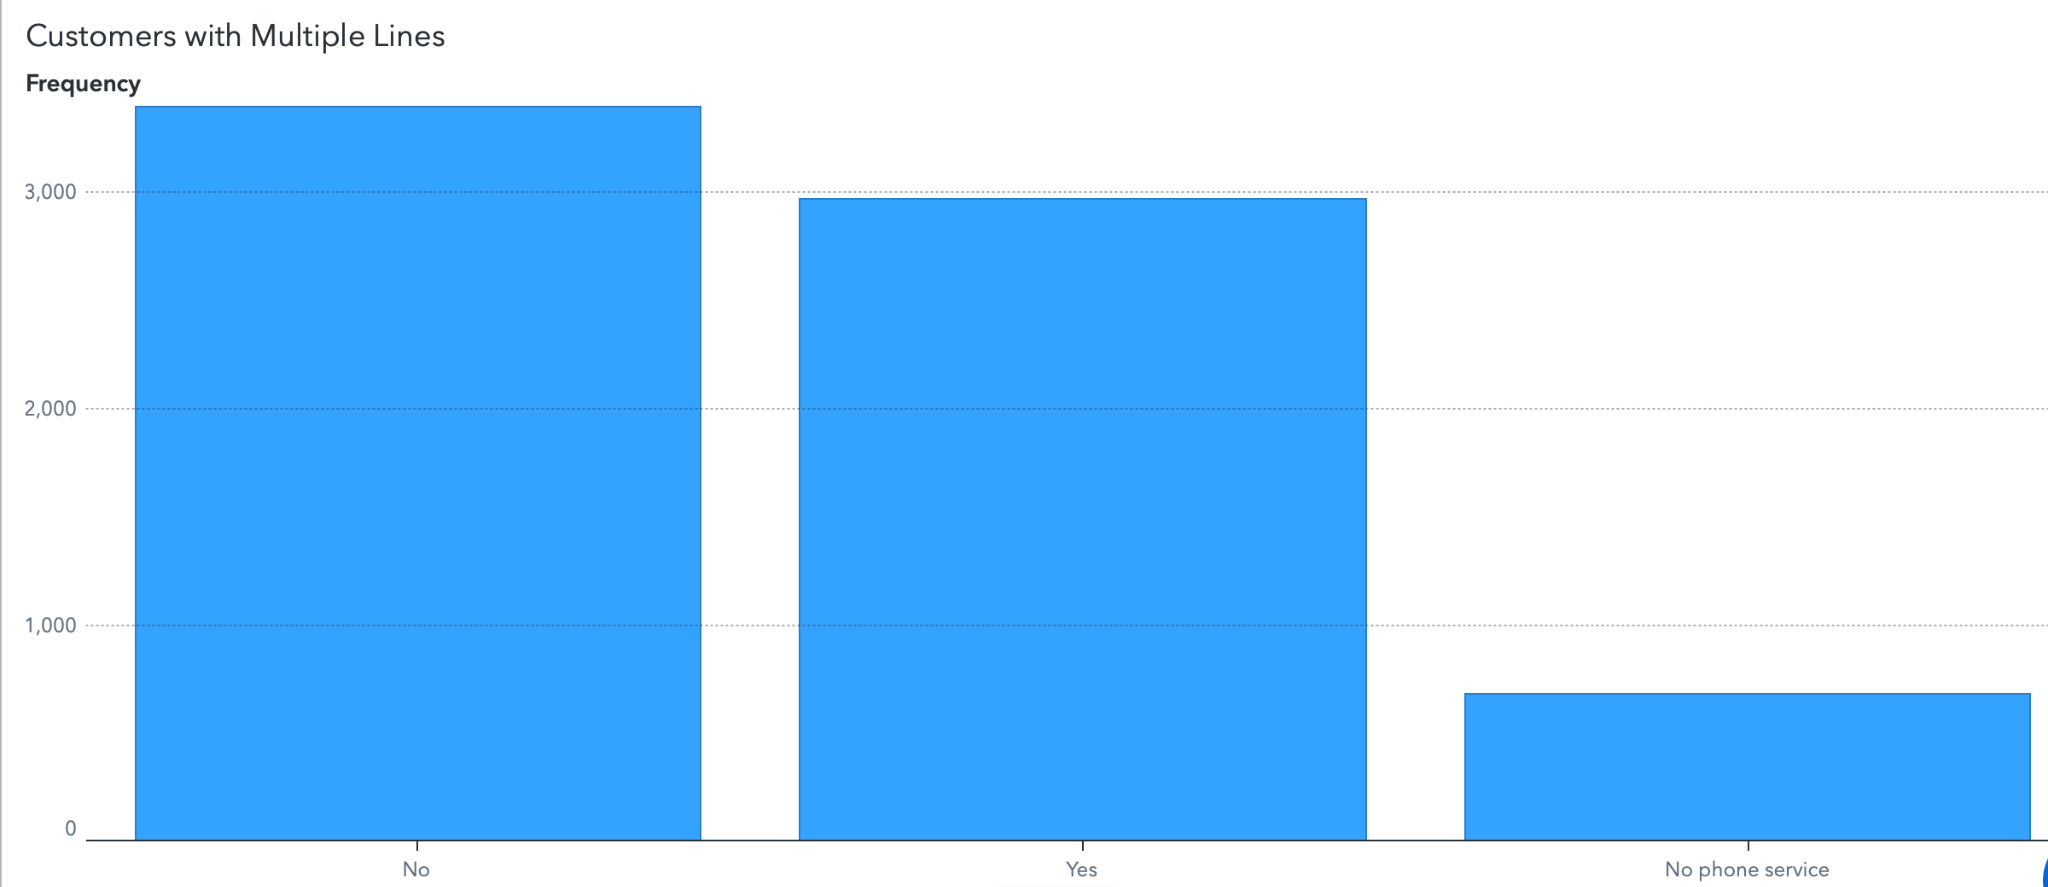 Customers with Multiple Lines
Frequency
3,000
2,000
1,000
0
No
Yes
No phone service